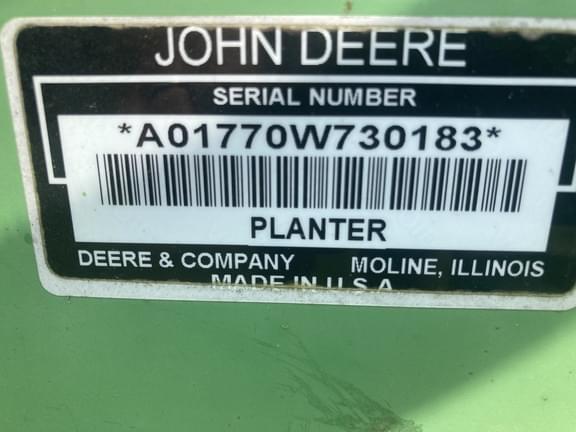 JOHN DEERE
SERIAL NUMBER
*A01770W730183*
PLANTER
DEERE & COMPANY MOLINE, ILLINOIS
MADE IN U.S.A